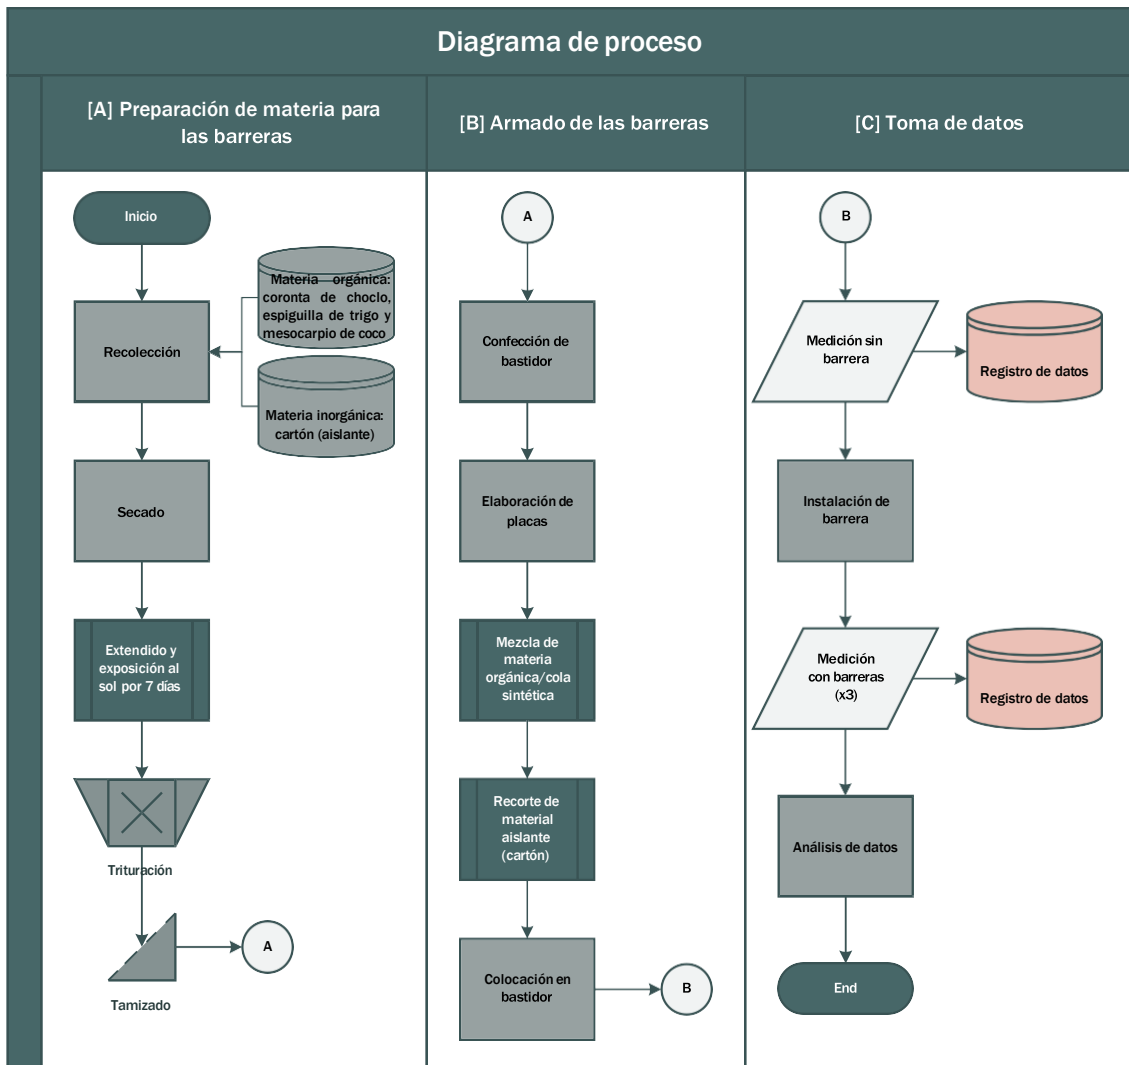 Diagrama de proceso
[A] Preparación de materia para
las barreras
[B] Armado de las barreras
[C] Toma de datos
Inicio
Materia orgánica:
coronta de choclo,
espiguilla de trigo y
mesocarpio de coco
Recolección
Materia inorgánica:
cartón (aislante)
Secado
Extendido y
exposición al
sol por 7 días
Trituración
Tamizado
A
A
Confección de
bastidor
Elaboración de
placas
Mezcla de
materia
orgánica/cola
sintética
Recorte de
material
aislante
(cartón)
Colocación en
bastidor
B
B
Medición sin
barrera
Registro de datos
Instalación de
barrera
Medición
con barreras
(x3)
Registro de datos
Análisis de datos
End